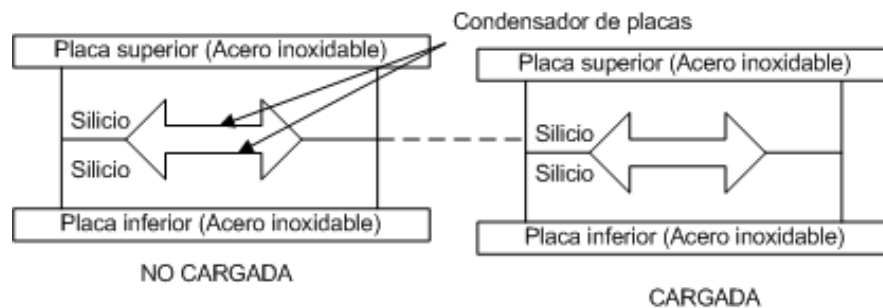 Condensador de placas
Placa superior (Acero inoxidable)
Silicio
Silicio
Placa inferior (Acero inoxidable)
NO CARGADA
Placa superior (Acero inoxidable)
Silicio
Silicio
Placa inferior (Acero inoxidable)
CARGADA